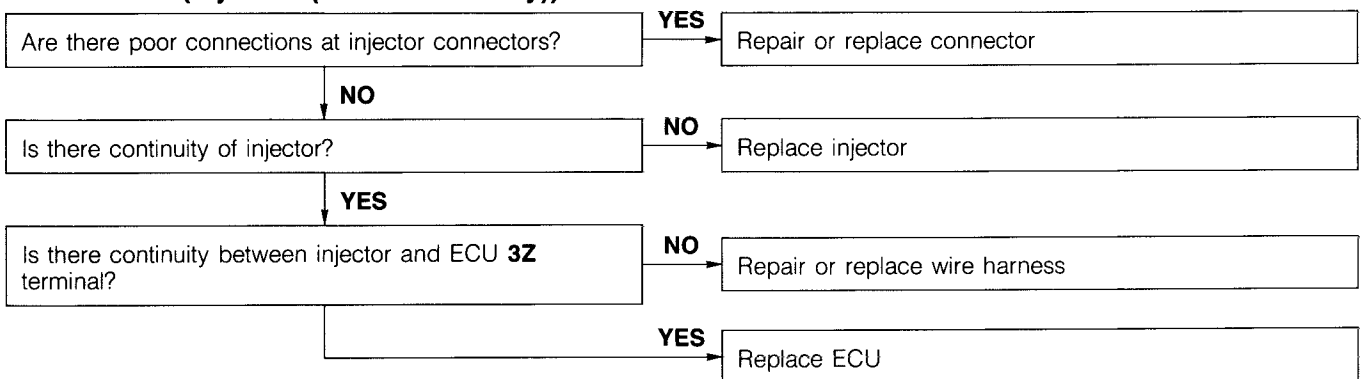 Are there poor connections at injector connectors?
YES
Repair or replace connector
NO
Is there continuity of injector?
NO
Replace injector
YES
Is there continuity between injector and ECU 3Z
terminal?
NO
Repair or replace wire harness
YES
Replace ECU